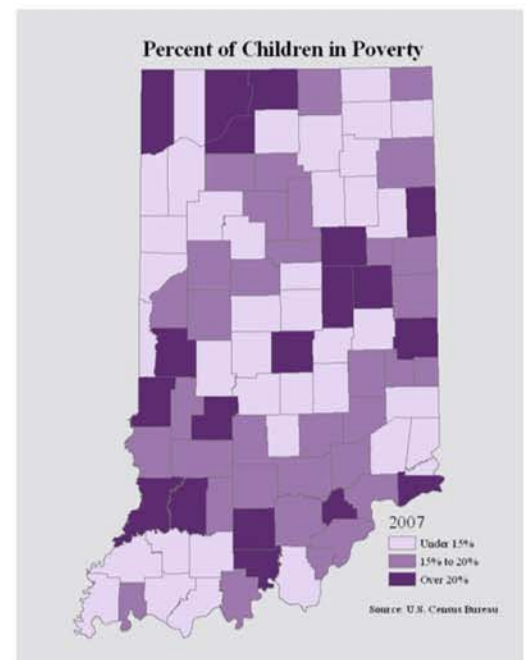 Percent of Children in Poverty
2007
Under 15%
15% to 20%
Over 20%
Source: U.S. Census Bureau